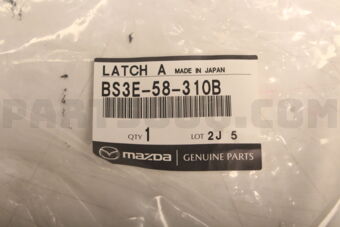 LATCH A MADE IN JAPAN
BS3E-58-310B
QTY 1 LOT 2J 5
mazda GENUINE PARTS